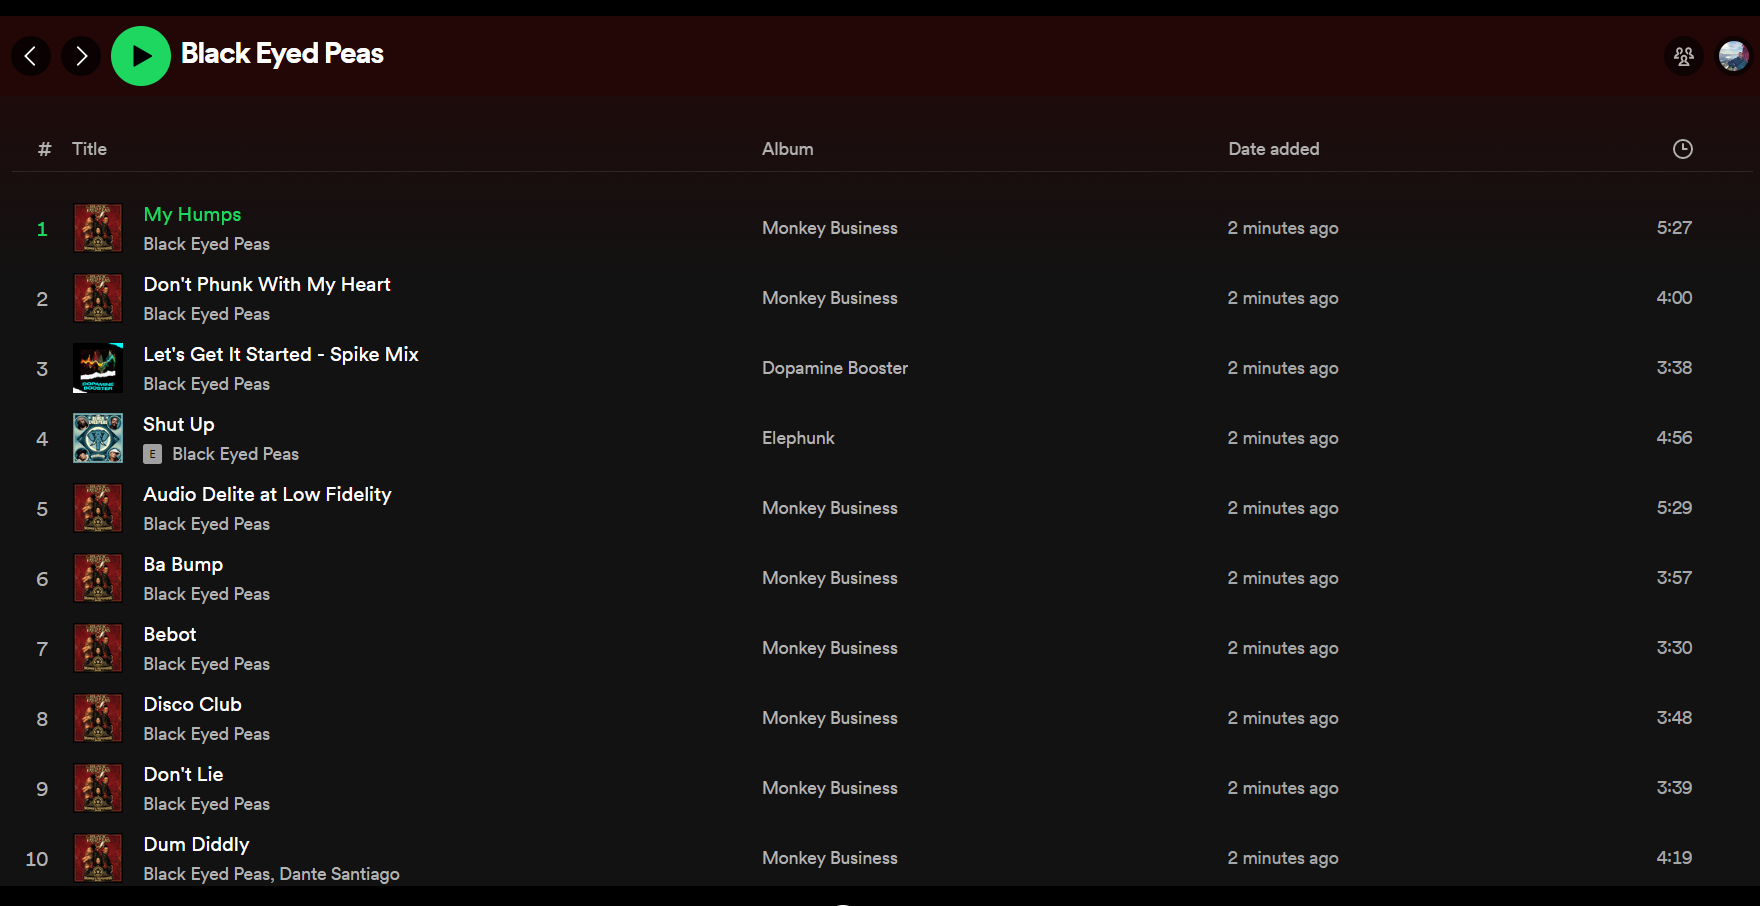 Black Eyed Peas
# Title Album Date added
1 My Humps Monkey Business 2 minutes ago 5:27
Black Eyed Peas
2 Don't Phunk With My Heart Monkey Business 2 minutes ago 4:00
Black Eyed Peas
3 Let's Get It Started - Spike Mix Dopamine Booster 2 minutes ago 3:38
Black Eyed Peas
DOPAMINE
BOOSTER
4 Shut Up Elephunk 2 minutes ago 4:56
E Black Eyed Peas
5 Audio Delite at Low Fidelity Monkey Business 2 minutes ago 5:29
Black Eyed Peas
6 Ba Bump Monkey Business 2 minutes ago 3:57
Black Eyed Peas
7 Bebot Monkey Business 2 minutes ago 3:30
Black Eyed Peas
8 Disco Club Monkey Business 2 minutes ago 3:48
Black Eyed Peas
9 Don't Lie Monkey Business 2 minutes ago 3:39
Black Eyed Peas
10 Dum Diddly Monkey Business 2 minutes ago 4:19
Black Eyed Peas, Dante Santiago